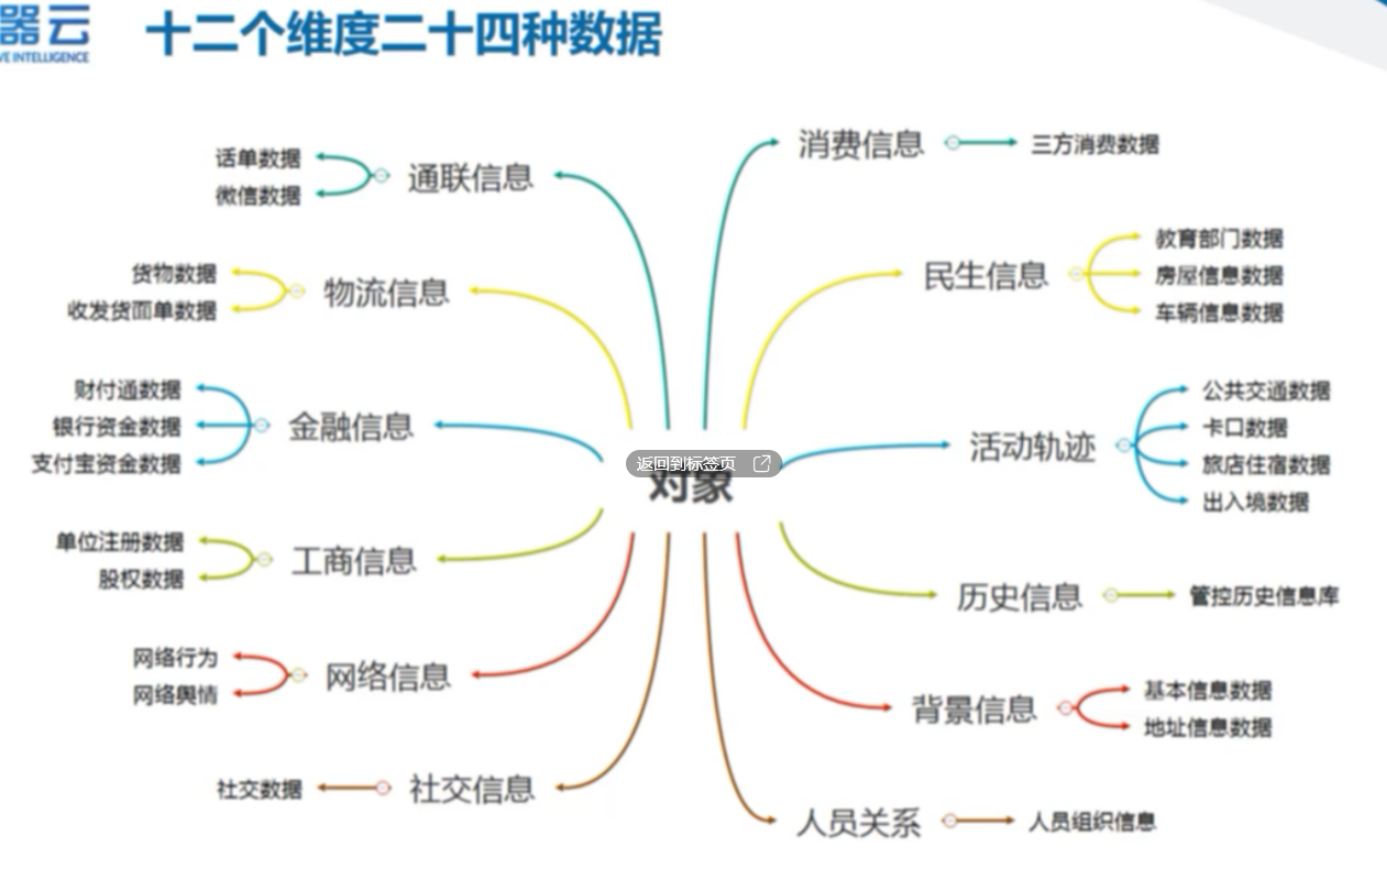 器云
VE INTELLIGENCE
十二个维度二十四种数据
对象
返回到标签页
通联信息
话单数据
微信数据
物流信息
货物数据
收发货面单数据
金融信息
财付通数据
银行资金数据
支付宝资金数据
工商信息
单位注册数据
股权数据
网络信息
网络行为
网络舆情
社交信息
社交数据
消费信息
三方消费数据
民生信息
教育部门数据
房屋信息数据
车辆信息数据
活动轨迹
公共交通数据
卡口数据
旅店住宿数据
出入境数据
历史信息
管控历史信息库
背景信息
基本信息数据
地址信息数据
人员关系
人员组织信息